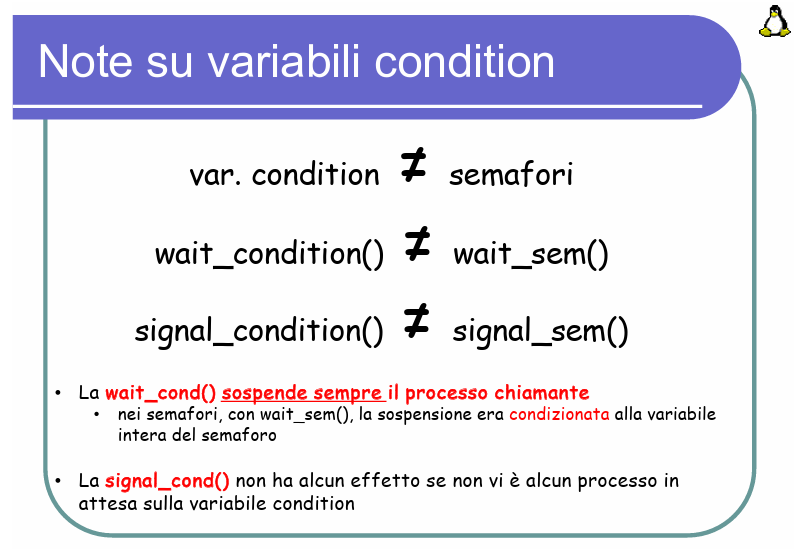 Note su variabili condition
var. condition ≠ semafori
wait_condition() ≠ wait_sem()
signal_condition() ≠ signal_sem()
• La wait_cond() sospende sempre il processo chiamante
• nei semafori, con wait_sem(), la sospensione era condizionata alla variabile
intera del semaforo
• La signal_cond() non ha alcun effetto se non vi è alcun processo in
attesa sulla variabile condition